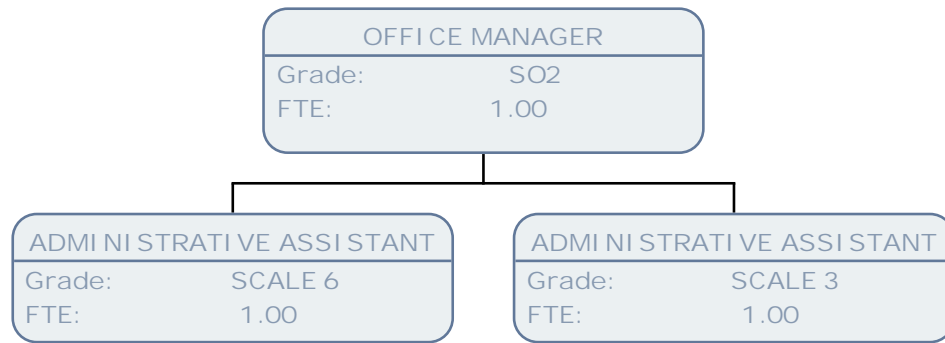 OFFICE MANAGER
Grade: SO2
FTE: 1.00
ADMINISTRATIVE ASSISTANT
Grade: SCALE 6
FTE: 1.00
ADMINISTRATIVE ASSISTANT
Grade: SCALE 3
FTE: 1.00